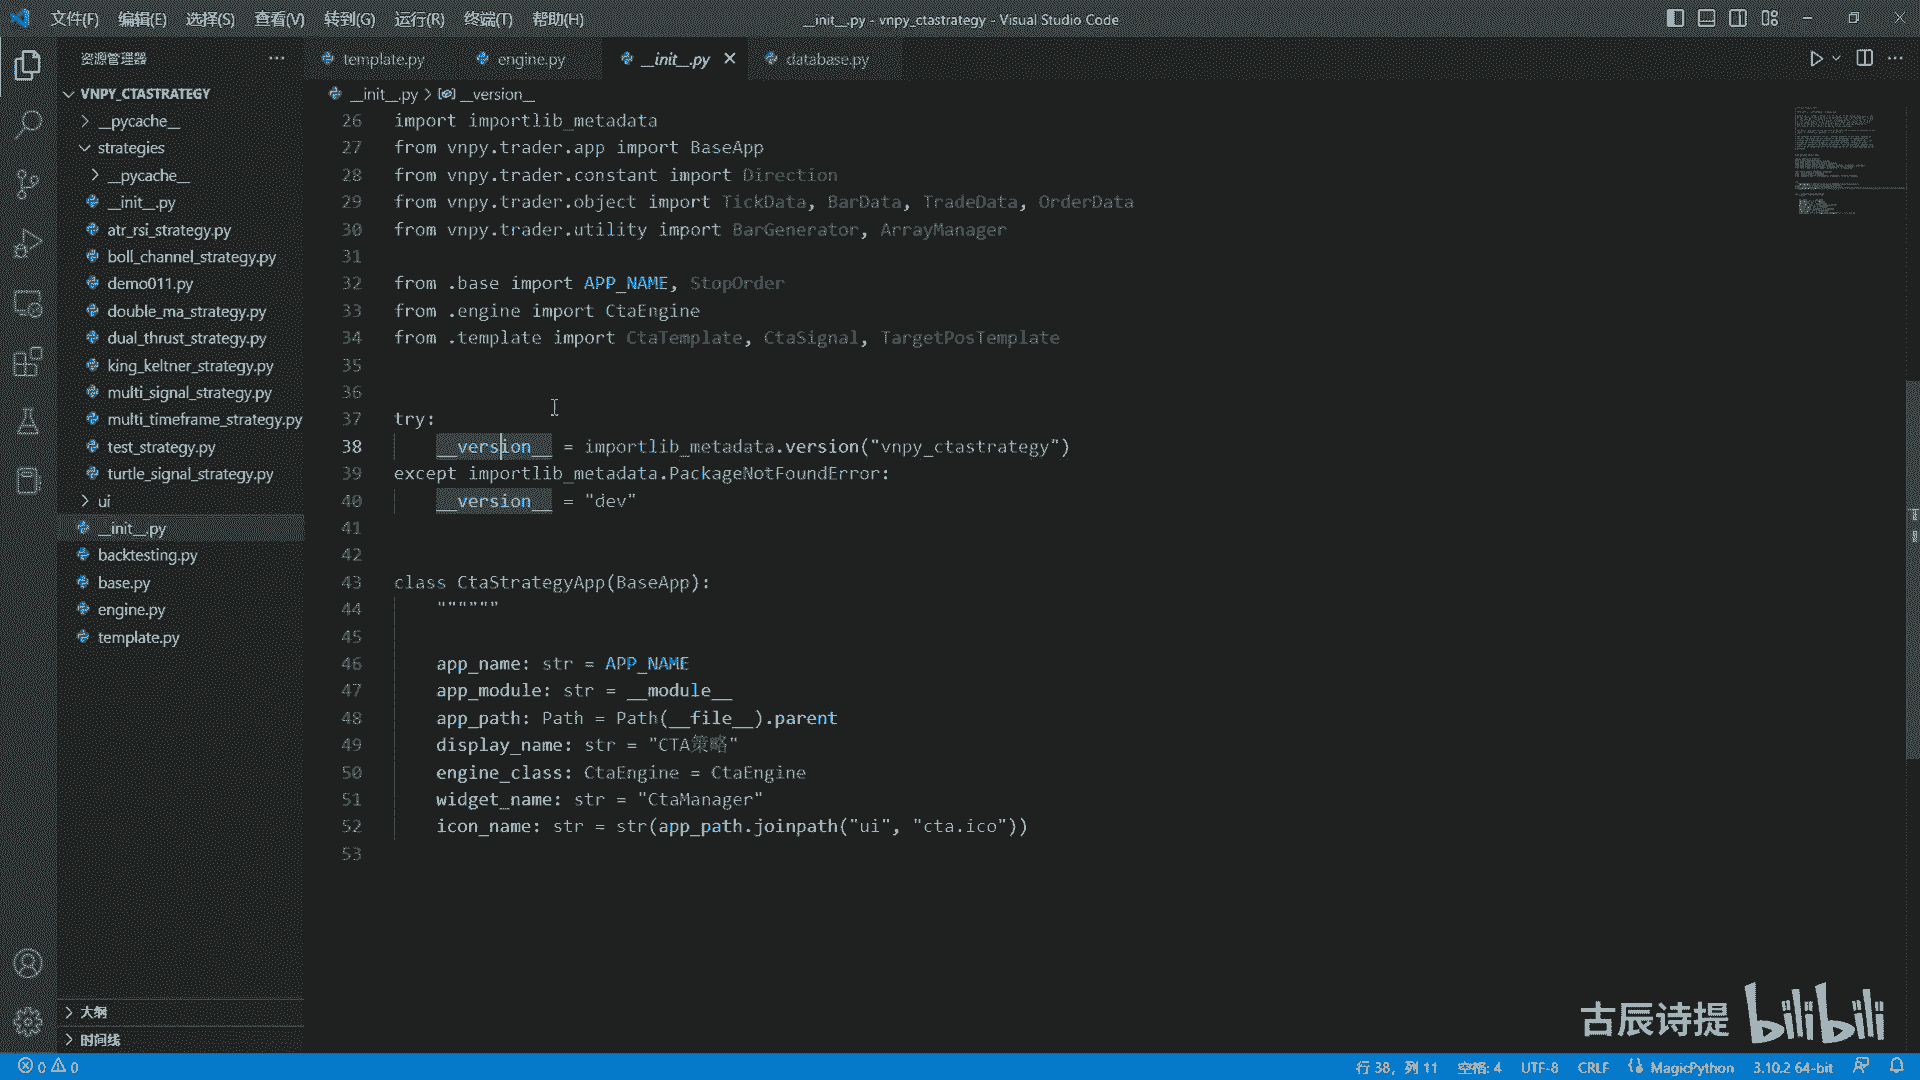 文件(F) 编辑(E) 选择(S) 查看(V) 转到(G) 运行(R) 终端(T) 帮助(H) __init__.py - vnpy_ctastrategy - Visual Studio Code
资源管理器 ··· template.py engine.py __init__.py database.py
VNPY_CTASTRATEGY
__pycache__
strategies
__pycache__
__init__.py
atr_rsi_strategy.py
boll_channel_strategy.py
demo011.py
double_ma_strategy.py
dual_thrust_strategy.py
king_keltner_strategy.py
multi_signal_strategy.py
multi_timeframe_strategy.py
test_strategy.py
turtle_signal_strategy.py
ui
__init__.py
backtesting.py
base.py
engine.py
template.py
大纲
时间线
__init__.py > __version__
26 import importlib_metadata
27 from vnpy.trader.app import BaseApp
28 from vnpy.trader.constant import Direction
29 from vnpy.trader.object import TickData, BarData, TradeData, OrderData
30 from vnpy.trader.utility import BarGenerator, ArrayManager
31
32 from .base import APP_NAME, StopOrder
33 from .engine import CtaEngine
34 from .template import CtaTemplate, CtaSignal, TargetPosTemplate
35
36
37 try:
38 __version__ = importlib_metadata.version("vnpy_ctastrategy")
39 except importlib_metadata.PackageNotFoundError:
40 __version__ = "dev"
41
42
43 class CtaStrategyApp(BaseApp):
44 """"""
45
46 app_name: str = APP_NAME
47 app_module: str = __module__
48 app_path: Path = Path(__file__).parent
49 display_name: str = "CTA策略"
50 engine_class: CtaEngine = CtaEngine
51 widget_name: str = "CtaManager"
52 icon_name: str = str(app_path.joinpath("ui", "cta.ico"))
53
古辰诗提 bilibili
0 0 行 38, 列 11 空格: 4 UTF-8 CRLF MagicPython 3.10.2 64-bit